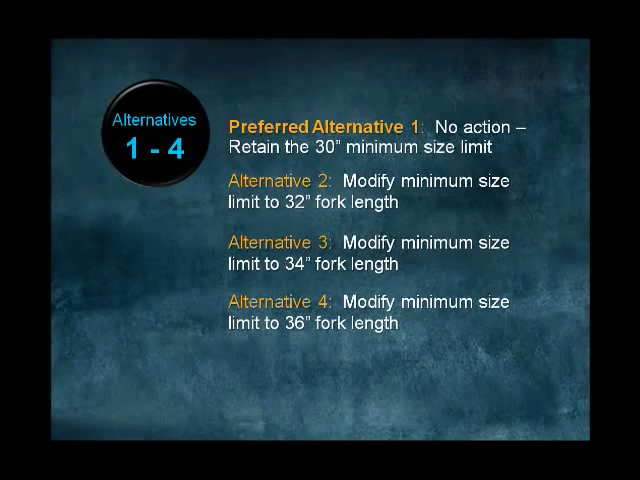 Alternatives
1 - 4
Preferred Alternative 1:  No action –
Retain the 30” minimum size limit
Alternative 2:  Modify minimum size
limit to 32” fork length
Alternative 3:  Modify minimum size
limit to 34” fork length
Alternative 4:  Modify minimum size
limit to 36” fork length